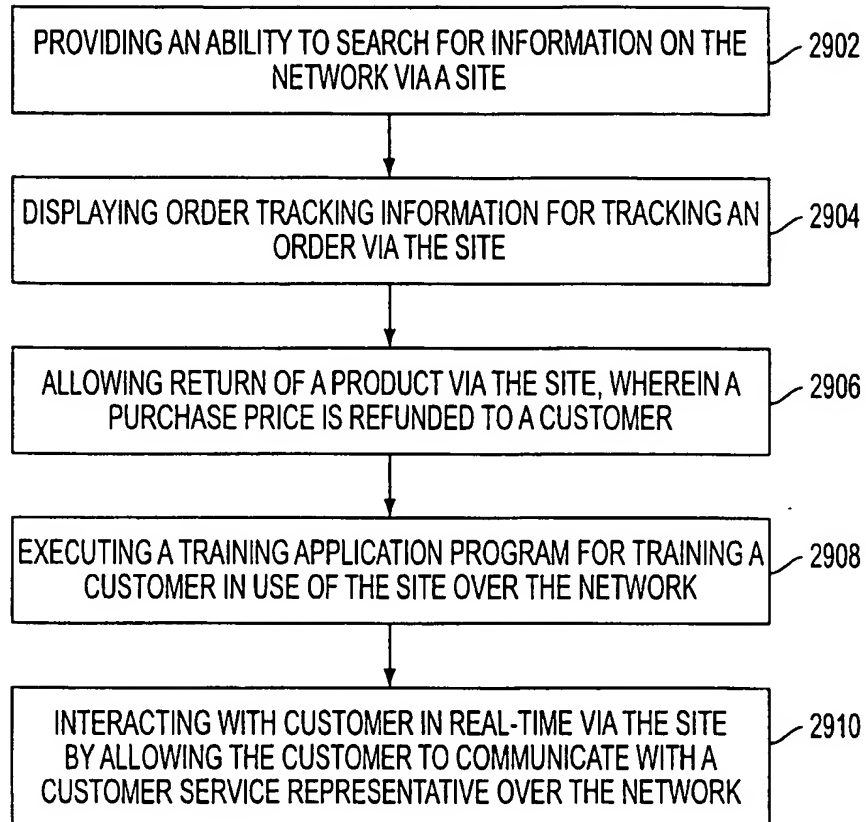 PROVIDING AN ABILITY TO SEARCH FOR INFORMATION ON THE
NETWORK VIA A SITE
2902
DISPLAYING ORDER TRACKING INFORMATION FOR TRACKING AN
ORDER VIA THE SITE
2904
ALLOWING RETURN OF A PRODUCT VIA THE SITE, WHEREIN A
PURCHASE PRICE IS REFUNDED TO A CUSTOMER
2906
EXECUTING A TRAINING APPLICATION PROGRAM FOR TRAINING A
CUSTOMER IN USE OF THE SITE OVER THE NETWORK
2908
INTERACTING WITH CUSTOMER IN REAL-TIME VIA THE SITE
BY ALLOWING THE CUSTOMER TO COMMUNICATE WITH A
CUSTOMER SERVICE REPRESENTATIVE OVER THE NETWORK
2910